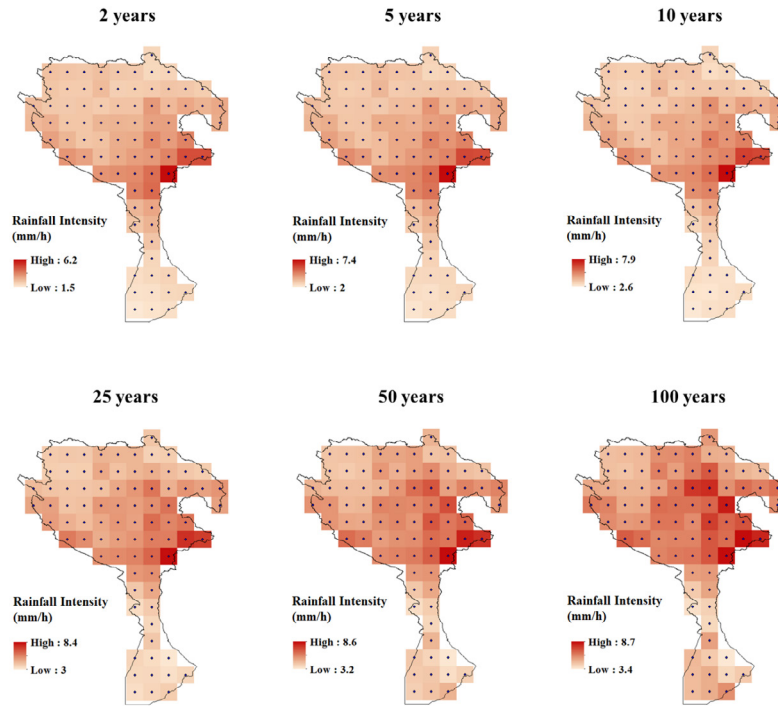 2 years
5 years
10 years
Rainfall Intensity
(mm/h)
High : 6.2
Low : 1.5
Rainfall Intensity
(mm/h)
High : 7.4
Low : 2
Rainfall Intensity
(mm/h)
High : 7.9
Low : 2.6
25 years
50 years
100 years
Rainfall Intensity
(mm/h)
High : 8.4
Low : 3
Rainfall Intensity
(mm/h)
High : 8.6
Low : 3.2
Rainfall Intensity
(mm/h)
High : 8.7
Low : 3.4